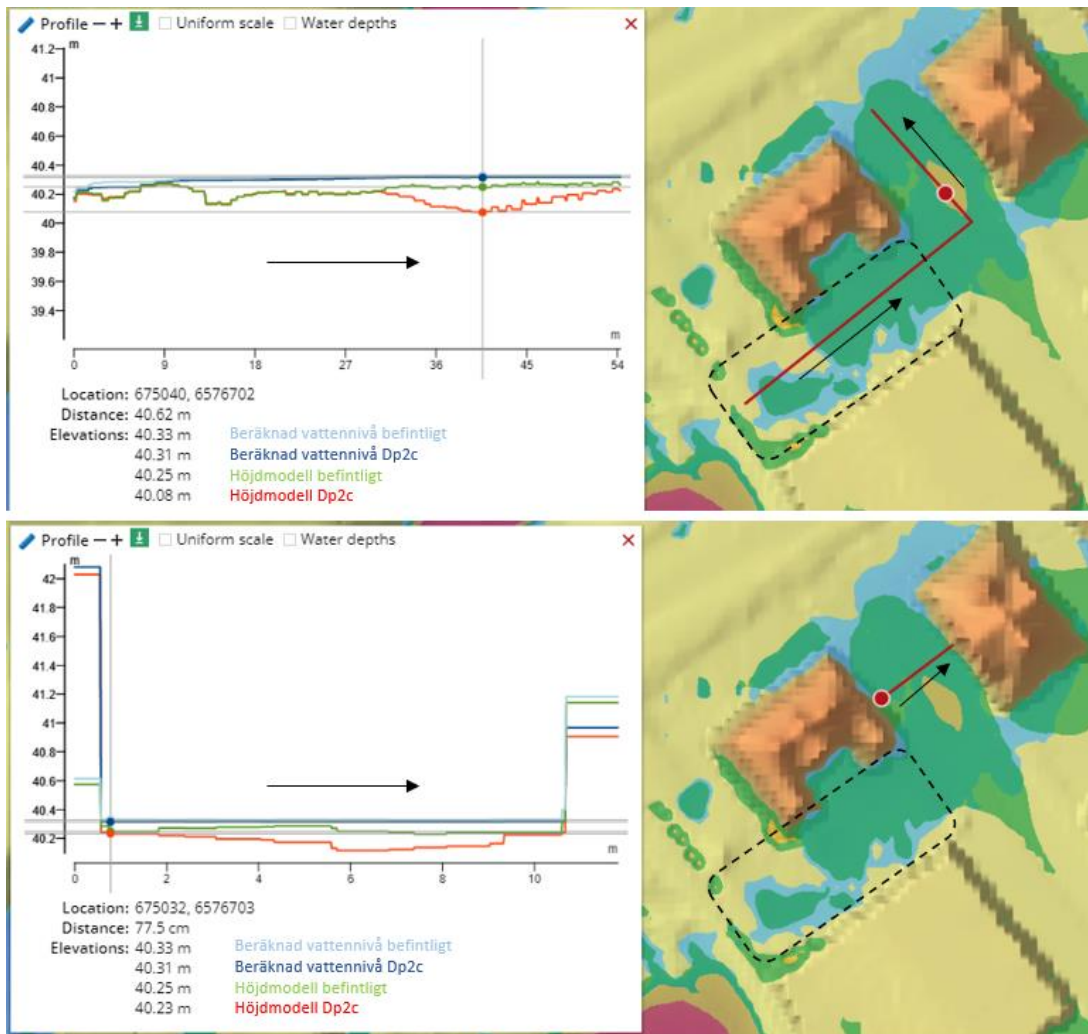 Profile − + Uniform scale Water depths ×
m
41.2
41
40.8
40.6
40.4
40.2
40
39.8
39.6
39.4
m
0 9 18 27 36 45 54
Location: 675040, 6576702
Distance: 40.62 m
Elevations: 40.33 m Beräknad vattennivå befintligt
40.31 m Beräknad vattennivå Dp2c
40.25 m Höjdmodell befintligt
40.08 m Höjdmodell Dp2c
Profile − + Uniform scale Water depths ×
m
42
41.8
41.6
41.4
41.2
41
40.8
40.6
40.4
40.2
m
0 2 4 6 8 10
Location: 675032, 6576703
Distance: 77.5 cm
Elevations: 40.33 m Beräknad vattennivå befintligt
40.31 m Beräknad vattennivå Dp2c
40.25 m Höjdmodell befintligt
40.23 m Höjdmodell Dp2c